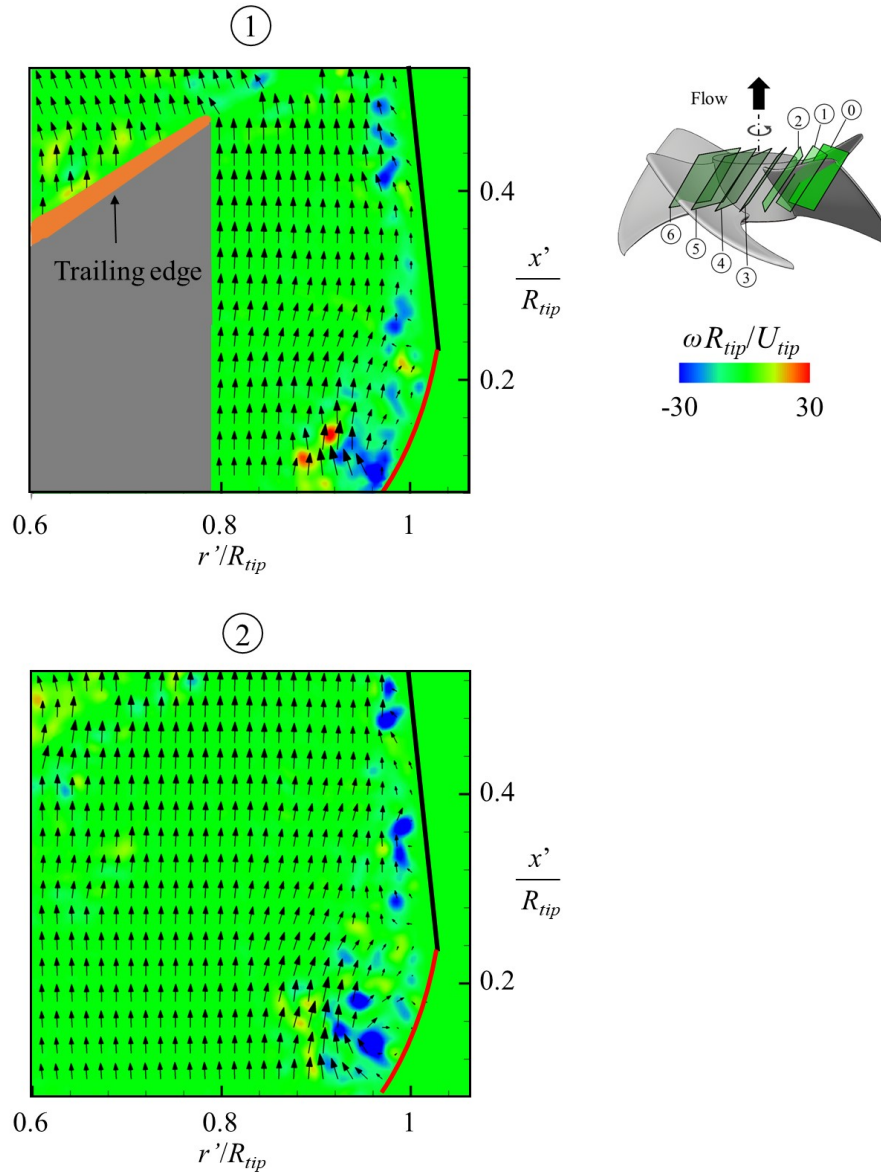 ①
0.4
x'
R_tip
0.2
Trailing edge
0.6
0.8
1
r'/R_tip
Flow
②
①
⓪
⑥
⑤
④
③
ωR_tip/U_tip
-30
30
②
0.4
x'
R_tip
0.2
0.6
0.8
1
r'/R_tip